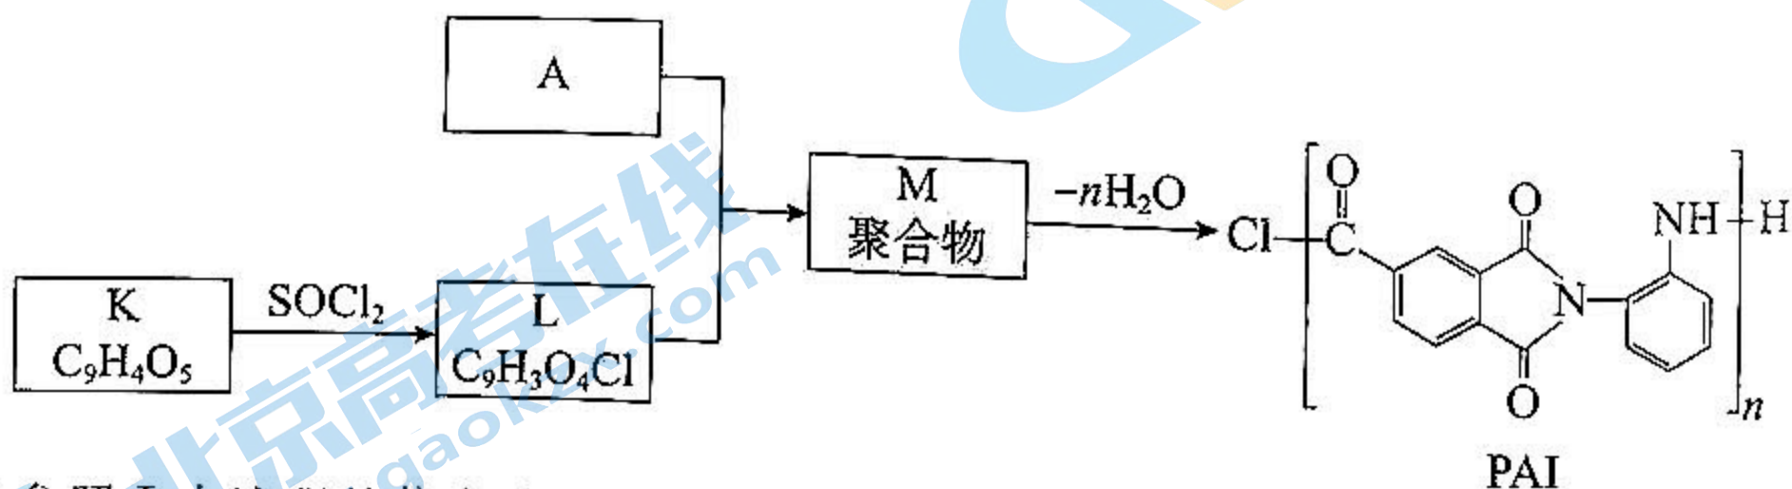 A
M
聚合物
−nH₂O
K
C₉H₄O₅
SOCl₂
L
C₉H₃O₄Cl
Cl
C
O
O
N
O
NH
H
n
PAI
北京高考在线
gaokzx.com